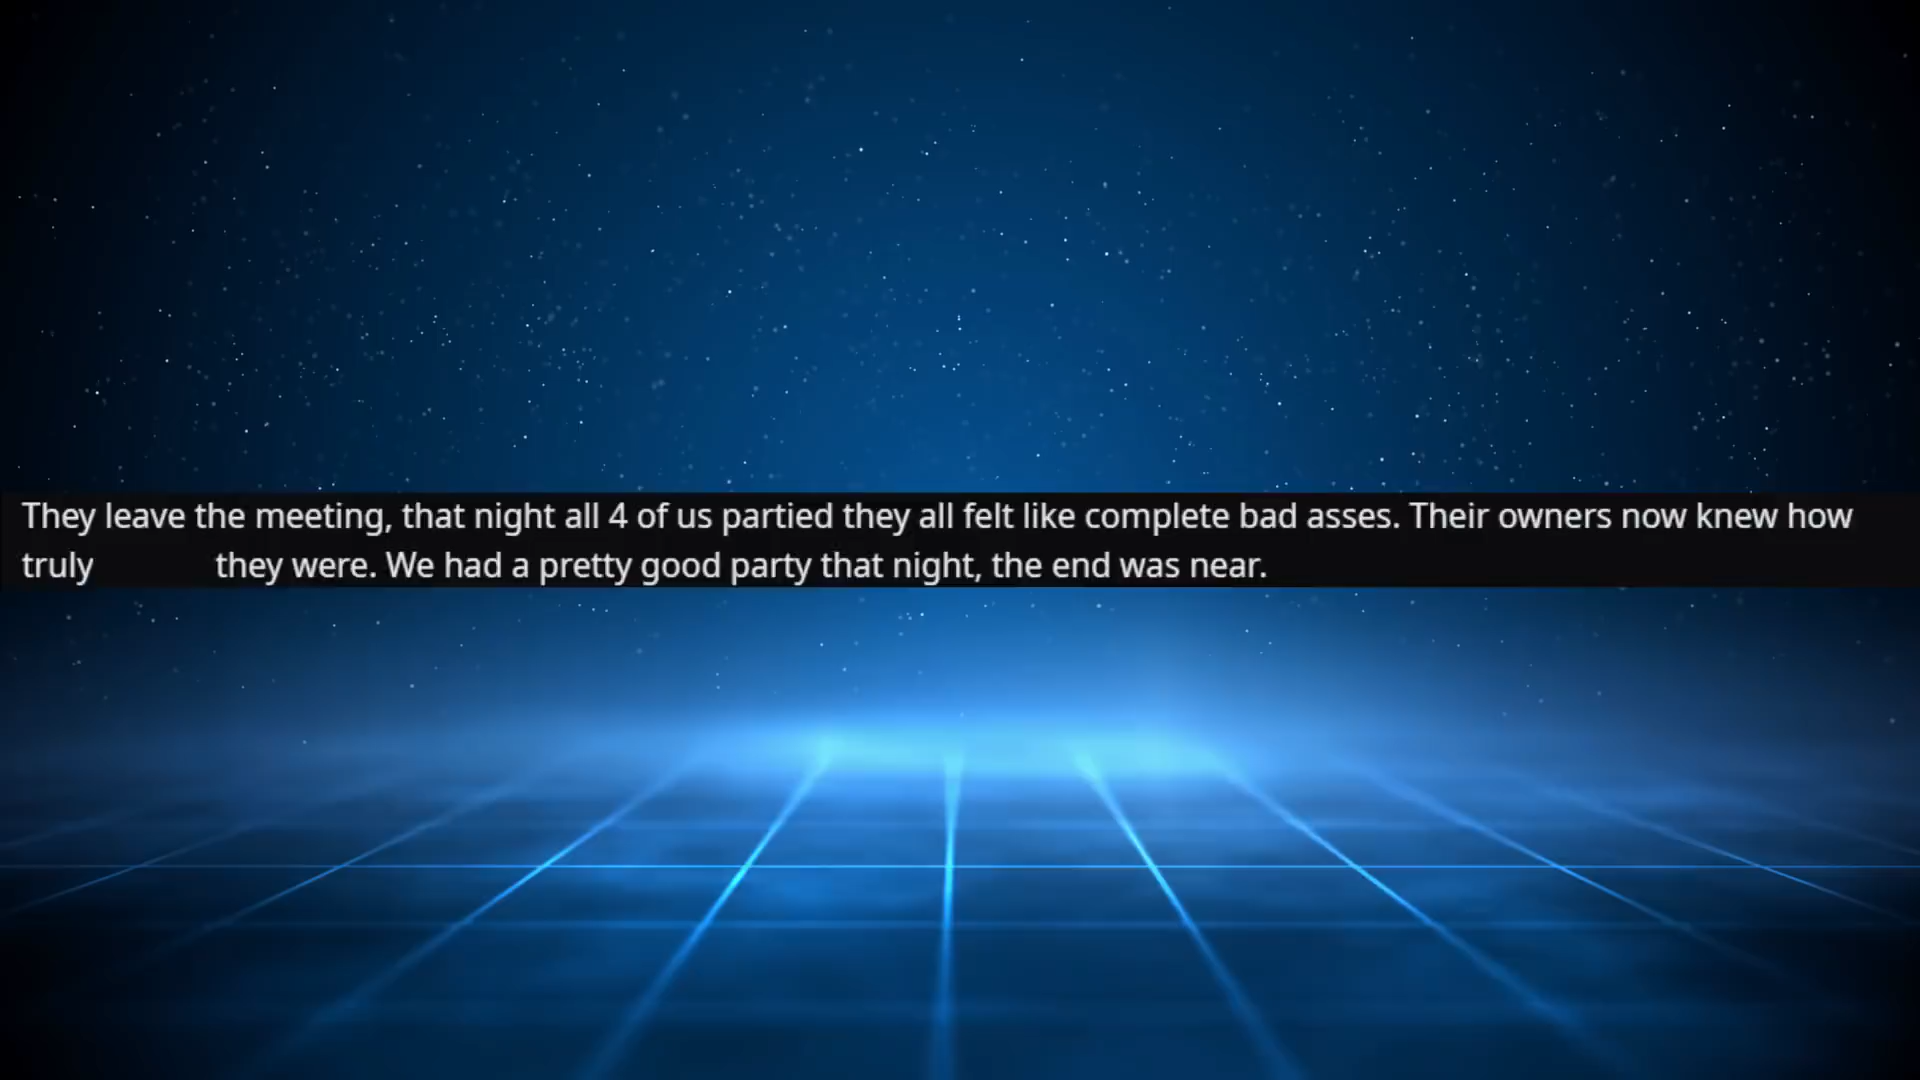 They leave the meeting, that night all 4 of us partied they all felt like complete bad asses. Their owners now knew how
truly they were. We had a pretty good party that night, the end was near.